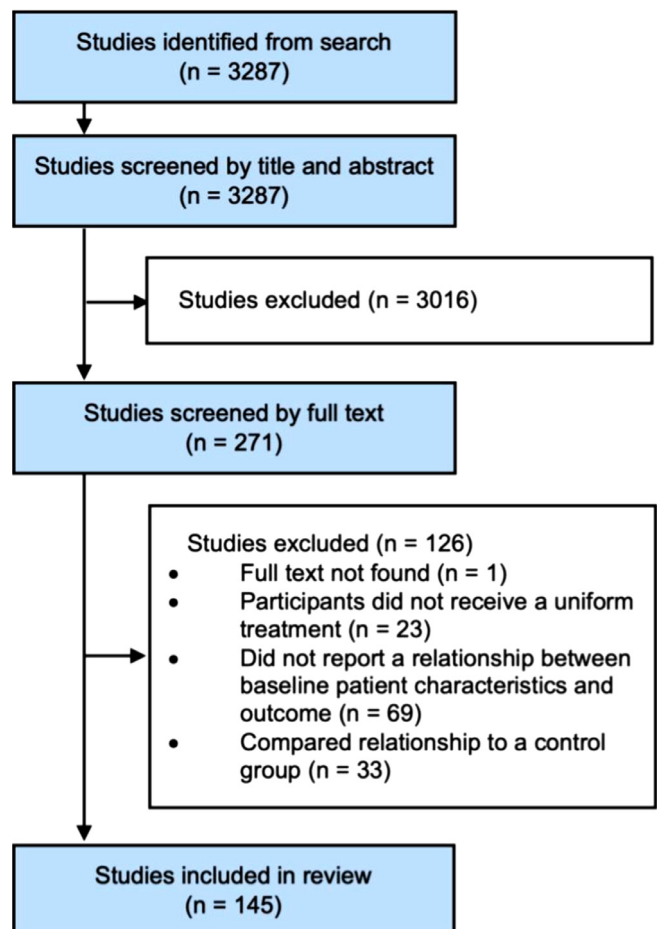 Studies identified from search
(n = 3287)
Studies screened by title and abstract
(n = 3287)
Studies excluded (n = 3016)
Studies screened by full text
(n = 271)
Studies excluded (n = 126)
• Full text not found (n = 1)
• Participants did not receive a uniform
treatment (n = 23)
• Did not report a relationship between
baseline patient characteristics and
outcome (n = 69)
• Compared relationship to a control
group (n = 33)
Studies included in review
(n = 145)